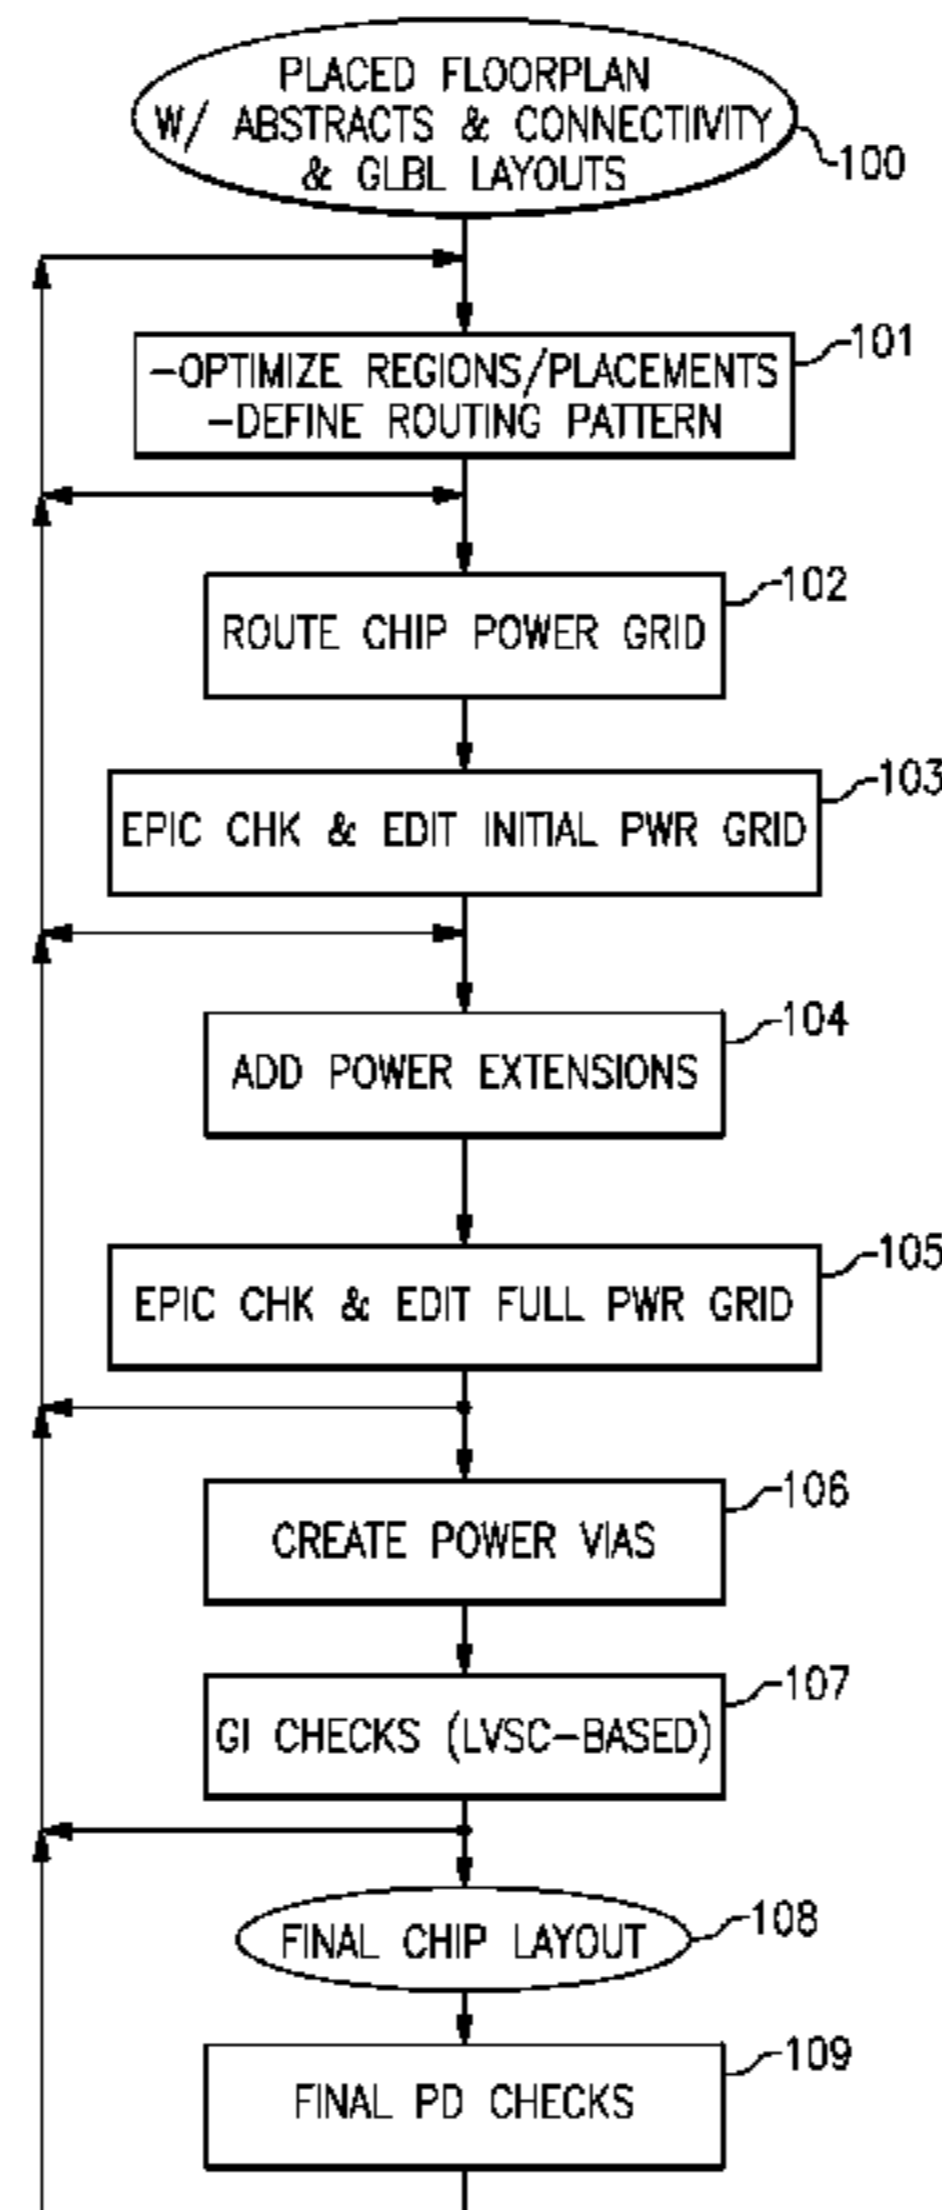 PLACED FLOORPLAN
W/ ABSTRACTS & CONNECTIIVITY
& GLBL LAYOUTS
100
-OPTIMIZE REGIONS/PLACEMENTS
-DEFINE ROUTING PATTERN
101
ROUTE CHIP POWER GRID
102
EPIC CHK & EDIT INITIAL PWR GRID
103
ADD POWER EXTENSIONS
104
EPIC CHK & EDIT FULL PWR GRID
105
CREATE POWER VIAS
106
GI CHECKS (LVSC-BASED)
107
FINAL CHIP LAYOUT
108
FINAL PD CHECKS
109